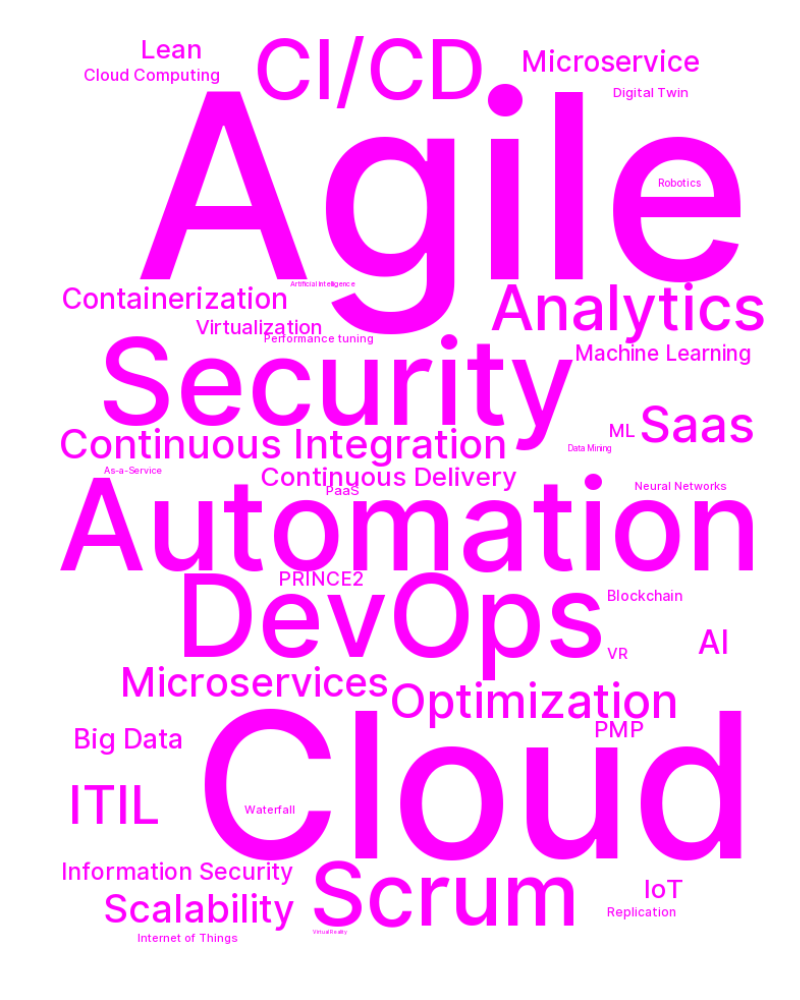 Lean
CI/CD
Microservice
Cloud Computing
Digital Twin
Agile
Robotics
Artificial Intelligence
Containerization
Analytics
Virtualization
Performance tuning
Security
Machine Learning
Saas
ML
Continuous Integration
Data Mining
As-a-Service
Continuous Delivery
PaaS
Neural Networks
Automation
PRINCE2
DevOps
Blockchain
AI
VR
Microservices
Optimization
PMP
Big Data
Cloud
ITIL
Waterfall
Information Security
Scrum
IoT
Scalability
Replication
Virtual Reality
Internet of Things